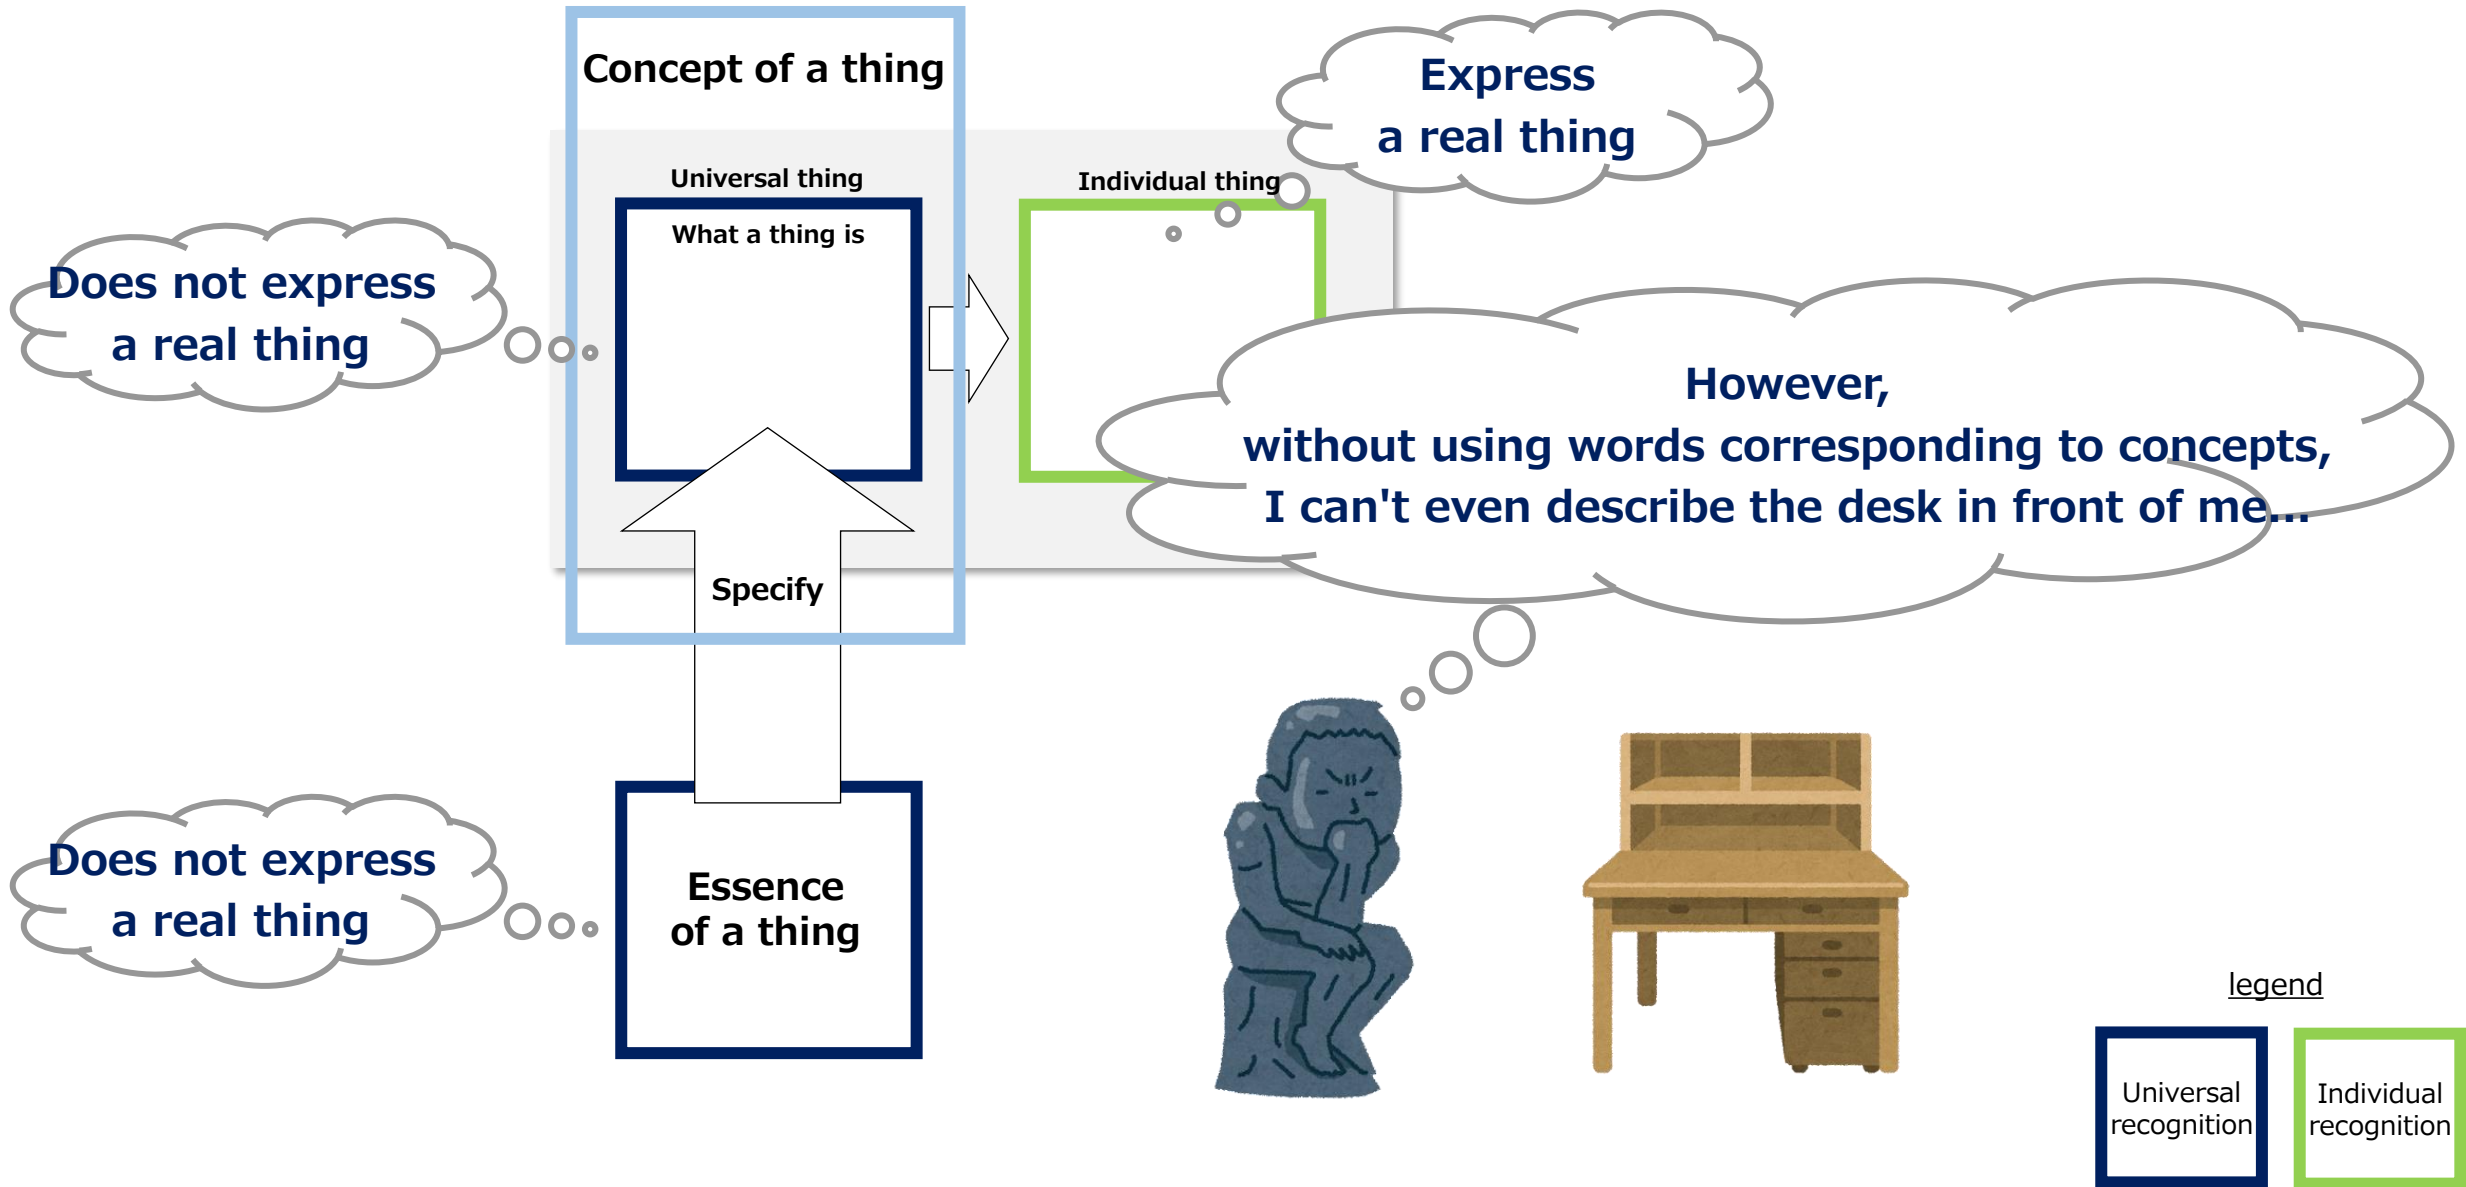 Concept of a thing
Express
a real thing
Universal thing
What a thing is
Individual thing
Does not express
a real thing
However,
without using words corresponding to concepts,
I can't even describe the desk in front of me...
Specify
Does not express
a real thing
Essence
of a thing
legend
Universal
recognition
Individual
recognition